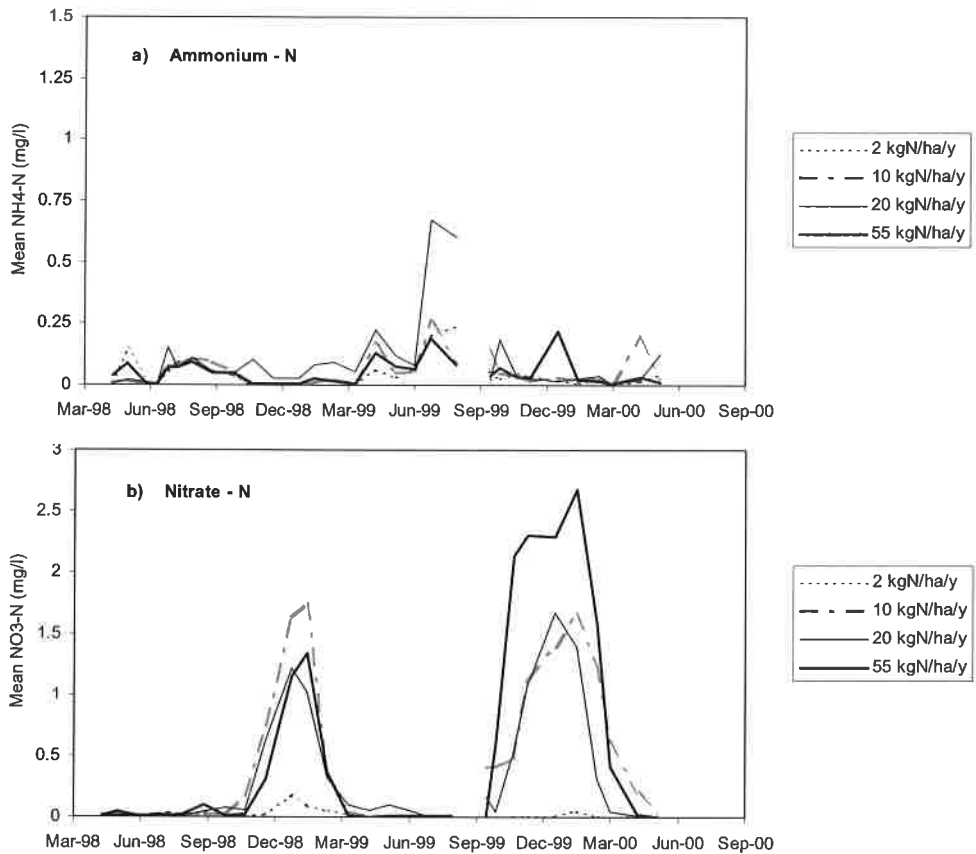 1.5
a) Ammonium - N
1.25
1
0.75
0.5
0.25
0
Mean NH4-N (mg/l)
Mar-98 Jun-98 Sep-98 Dec-98 Mar-99 Jun-99 Sep-99 Dec-99 Mar-00 Jun-00 Sep-00
2 kgN/ha/y
10 kgN/ha/y
20 kgN/ha/y
55 kgN/ha/y
3
b) Nitrate - N
2.5
2
1.5
1
0.5
0
Mean NO3-N (mg/l)
Mar-98 Jun-98 Sep-98 Dec-98 Mar-99 Jun-99 Sep-99 Dec-99 Mar-00 Jun-00 Sep-00
2 kgN/ha/y
10 kgN/ha/y
20 kgN/ha/y
55 kgN/ha/y